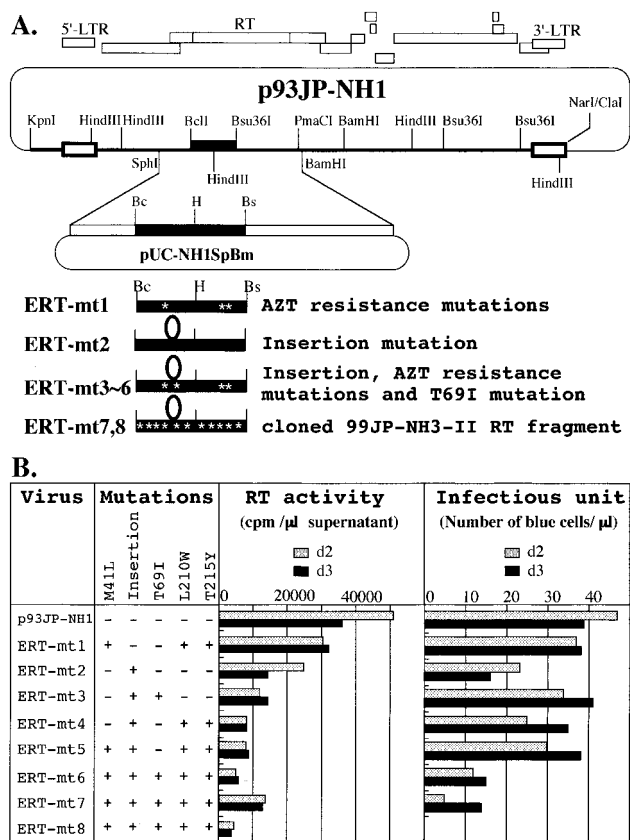 A.
5'-LTR RT 3'-LTR
p93JP-NH1
NarI/ClaI
KpnI HindIII HindIII BclI Bsu36I PmaCI BamHI HindIII Bsu36I Bsu36I
SphI HindIII BamHI HindIII
Bc H Bs
pUC-NH1SpBm
Bc H Bs
ERT-mt1 * ** AZT resistance mutations
ERT-mt2 Insertion mutation
ERT-mt3~6 * * ** Insertion, AZT resistance
mutations and T69I mutation
ERT-mt7,8 *********** cloned 99JP-NH3-II RT fragment
B.
Virus Mutations RT activity Infectious unit
(cpm /µl supernatant) (Number of blue cells/ µl)
M41L Insertion T69I L210W T215Y
d2 d2
d3 d3
0 20000 40000 0 10 20 30 40
p93JP-NH1 - - - - -
ERT-mt1 + - - + +
ERT-mt2 - + - - -
ERT-mt3 - + + - -
ERT-mt4 - + - + +
ERT-mt5 + + - + +
ERT-mt6 + + + + +
ERT-mt7 + + + + +
ERT-mt8 + + + + +